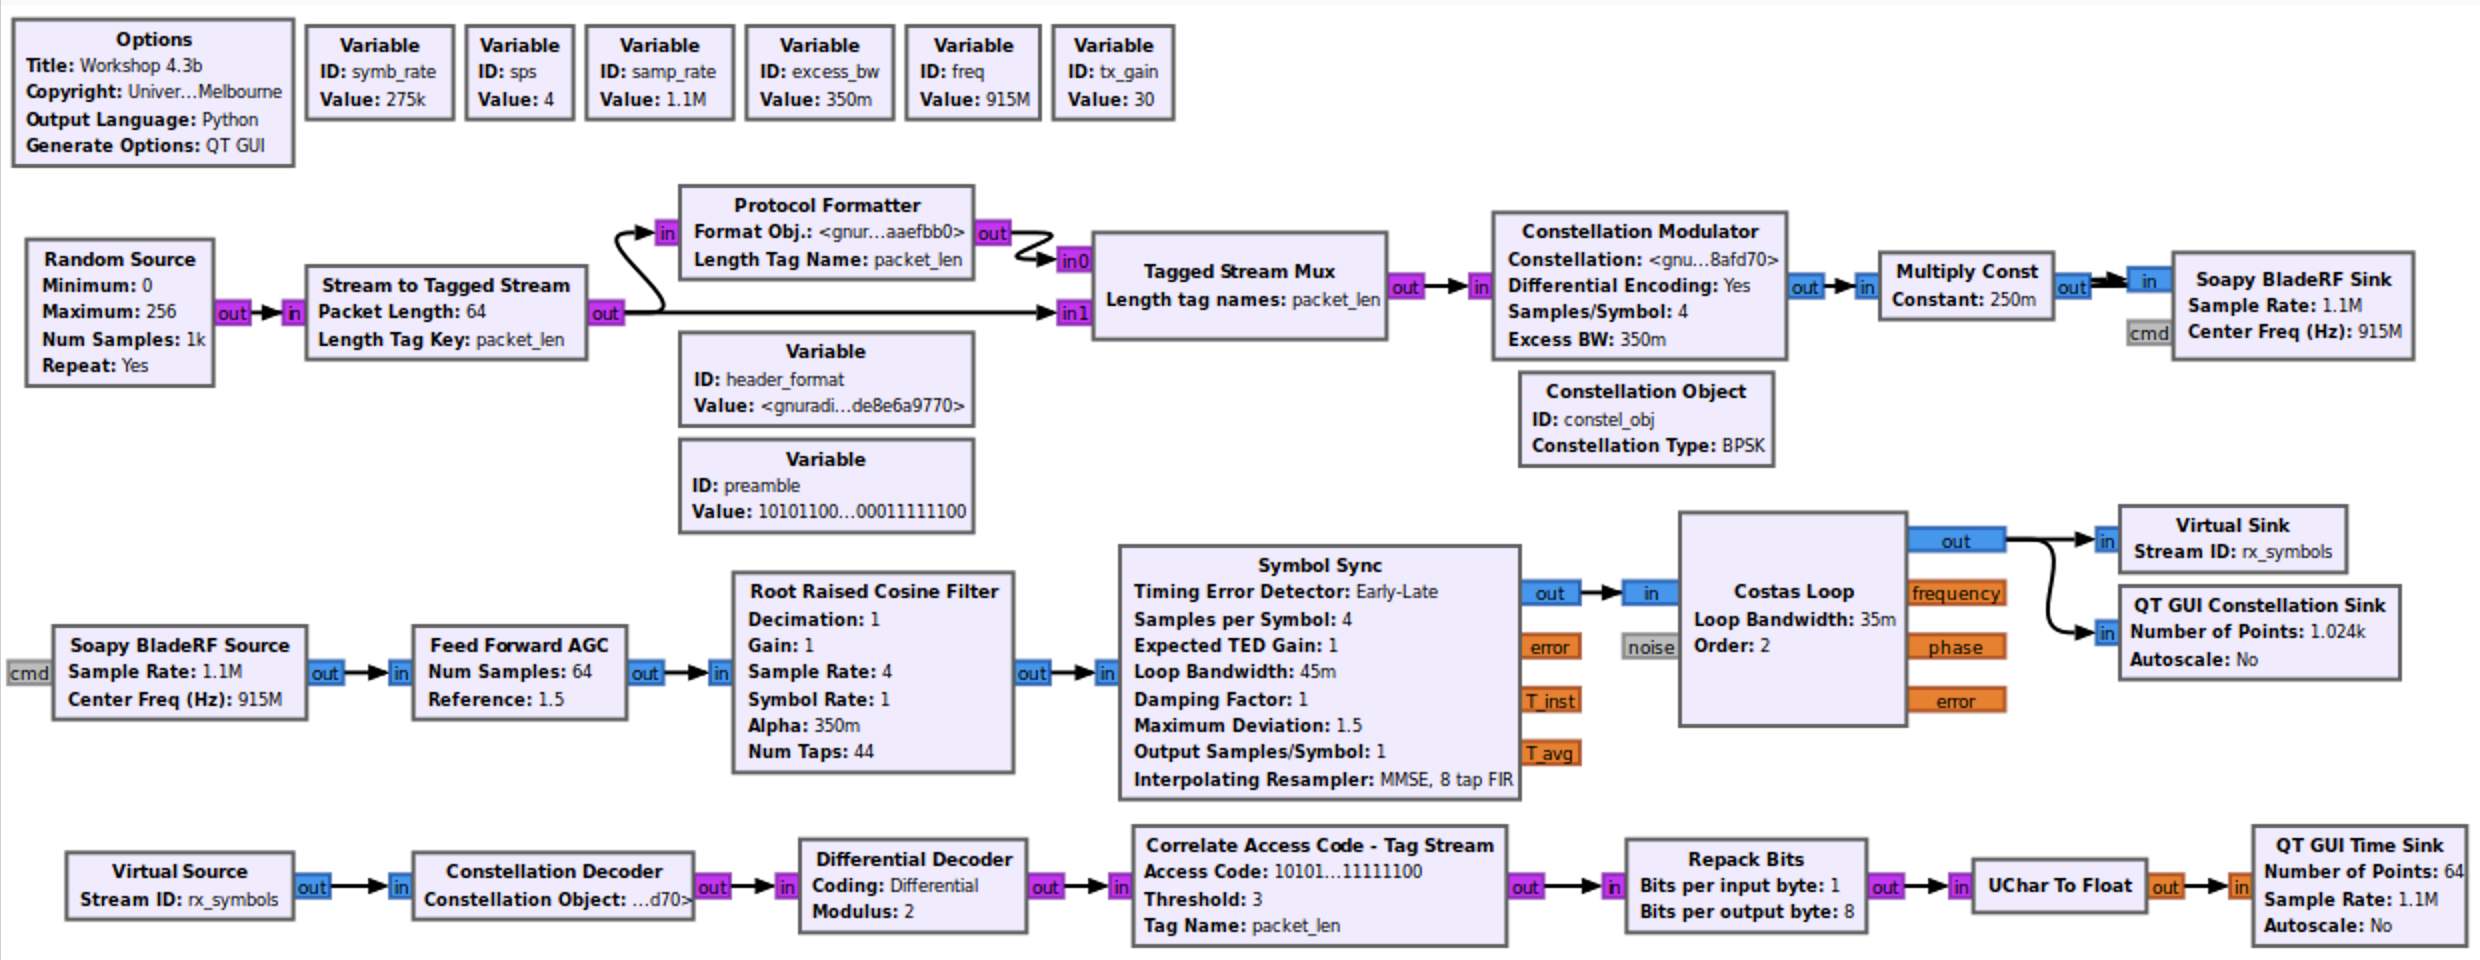 Options
Title: Workshop 4.3b
Copyright: Univer...Melbourne
Output Language: Python
Generate Options: QT GUI
Variable
ID: symb_rate
Value: 275k
Variable
ID: sps
Value: 4
Variable
ID: samp_rate
Value: 1.1M
Variable
ID: excess_bw
Value: 350m
Variable
ID: freq
Value: 915M
Variable
ID: tx_gain
Value: 30
Random Source
Minimum: 0
Maximum: 256
Num Samples: 1k
Repeat: Yes
out
in
Stream to Tagged Stream
Packet Length: 64
Length Tag Key: packet_len
out
in
Protocol Formatter
Format Obj.: <gnur...aaefbb0>
Length Tag Name: packet_len
out
Variable
ID: header_format
Value: <gnuradi...de8e6a9770>
Variable
ID: preamble
Value: 10101100...00011111100
in0
in1
Tagged Stream Mux
Length tag names: packet_len
out
in
Constellation Modulator
Constellation: <gnu...8afd70>
Differential Encoding: Yes
Samples/Symbol: 4
Excess BW: 350m
out
Constellation Object
ID: constel_obj
Constellation Type: BPSK
in
Multiply Const
Constant: 250m
out
in
cmd
Soapy BladeRF Sink
Sample Rate: 1.1M
Center Freq (Hz): 915M
cmd
Soapy BladeRF Source
Sample Rate: 1.1M
Center Freq (Hz): 915M
out
in
Feed Forward AGC
Num Samples: 64
Reference: 1.5
out
in
Root Raised Cosine Filter
Decimation: 1
Gain: 1
Sample Rate: 4
Symbol Rate: 1
Alpha: 350m
Num Taps: 44
out
in
Symbol Sync
Timing Error Detector: Early-Late
Samples per Symbol: 4
Expected TED Gain: 1
Loop Bandwidth: 45m
Damping Factor: 1
Maximum Deviation: 1.5
Output Samples/Symbol: 1
Interpolating Resampler: MMSE, 8 tap FIR
out
error
T_inst
T_avg
in
noise
Costas Loop
Loop Bandwidth: 35m
Order: 2
out
frequency
phase
error
in
Virtual Sink
Stream ID: rx_symbols
in
QT GUI Constellation Sink
Number of Points: 1.024k
Autoscale: No
Virtual Source
Stream ID: rx_symbols
out
in
Constellation Decoder
Constellation Object: ...d70>
out
in
Differential Decoder
Coding: Differential
Modulus: 2
out
in
Correlate Access Code - Tag Stream
Access Code: 10101...11111100
Threshold: 3
Tag Name: packet_len
out
in
Repack Bits
Bits per input byte: 1
Bits per output byte: 8
out
in
UChar To Float
out
in
QT GUI Time Sink
Number of Points: 64
Sample Rate: 1.1M
Autoscale: No